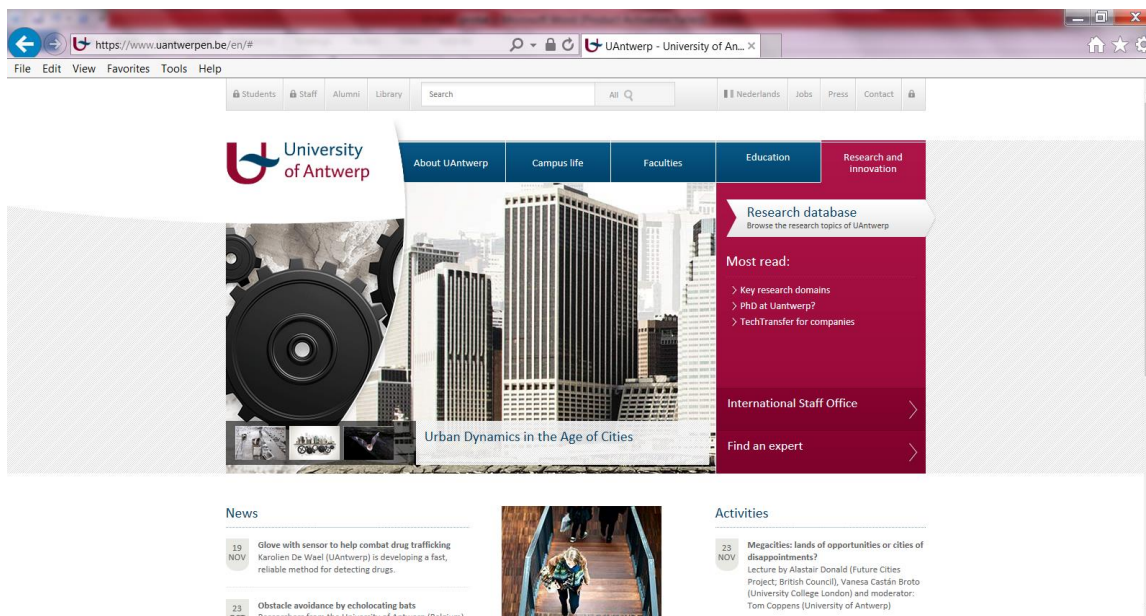 https://www.uantwerpen.be/en/#
UAntwerp - University of An...
File Edit View Favorites Tools Help
Students Staff Alumni Library Search All Nederlands Jobs Press Contact
University
of Antwerp
About UAntwerp Campus life Faculties Education Research and
innovation
Research database
Browse the research topics of UAntwerp
Most read:
Key research domains
PhD at Uantwerp?
TechTransfer for companies
International Staff Office
Find an expert
Urban Dynamics in the Age of Cities
News
19
NOV
Glove with sensor to help combat drug trafficking
Karolien De Wael (UAntwerp) is developing a fast,
reliable method for detecting drugs.
23
Obstacle avoidance by echolocating bats
Activities
23
NOV
Megacities: lands of opportunities or cities of
disappointments?
Lecture by Alastair Donald (Future Cities
Project; British Council), Vanesa Castán Broto
(University College London) and moderator:
Tom Coppens (University of Antwerp)